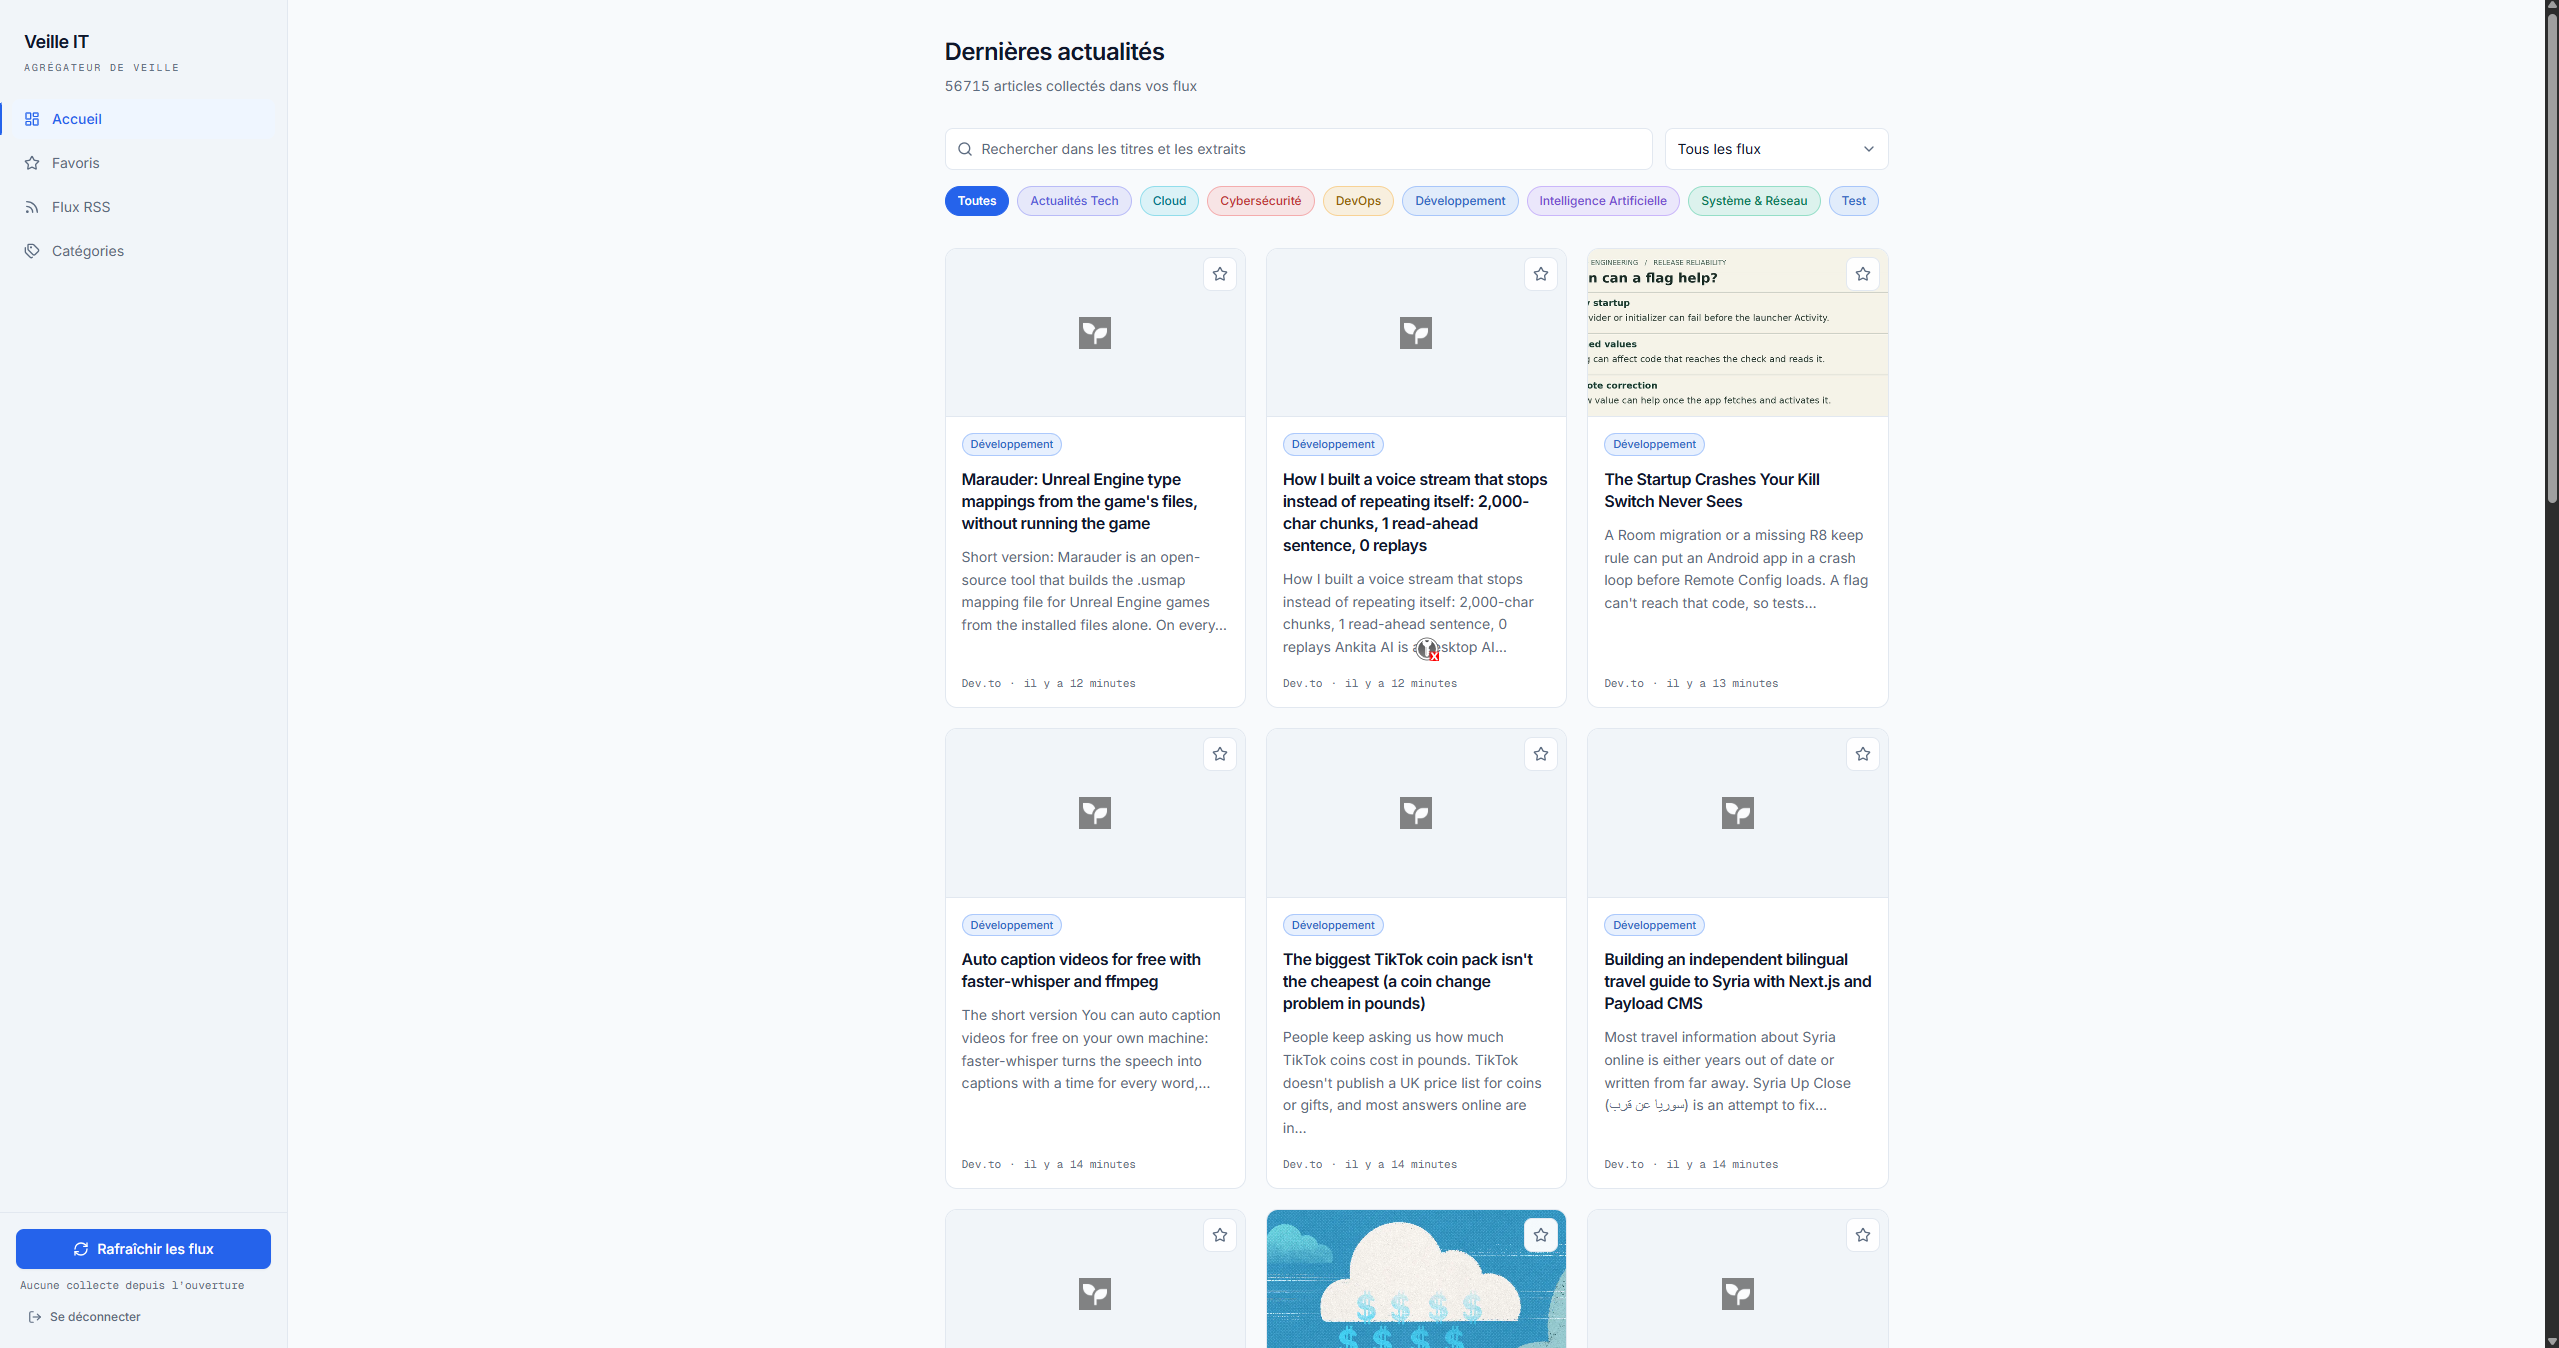 Veille IT
AGRÉGATEUR DE VEILLE
Accueil
Favoris
Flux RSS
Catégories
Rafraîchir les flux
Aucune collecte depuis l'ouverture
Se déconnecter
Dernières actualités
56715 articles collectés dans vos flux
Rechercher dans les titres et les extraits
Tous les flux
Toutes
Actualités Tech
Cloud
Cybersécurité
DevOps
Développement
Intelligence Artificielle
Système & Réseau
Test
Développement
Marauder: Unreal Engine type
mappings from the game's files,
without running the game
Short version: Marauder is an open-
source tool that builds the .usmap
mapping file for Unreal Engine games
from the installed files alone. On every...
Dev.to · il y a 12 minutes
Développement
How I built a voice stream that stops
instead of repeating itself: 2,000-
char chunks, 1 read-ahead
sentence, 0 replays
How I built a voice stream that stops
instead of repeating itself: 2,000-char
chunks, 1 read-ahead sentence, 0
replays Ankita AI is a esktop AI...
Dev.to · il y a 12 minutes
ENGINEERING / RELEASE RELIABILITY
n can a flag help?
y startup
vider or initializer can fail before the launcher Activity.
ed values
g can affect code that reaches the check and reads it.
ote correction
w value can help once the app fetches and activates it.
Développement
The Startup Crashes Your Kill
Switch Never Sees
A Room migration or a missing R8 keep
rule can put an Android app in a crash
loop before Remote Config loads. A flag
can't reach that code, so tests...
Dev.to · il y a 13 minutes
Développement
Auto caption videos for free with
faster-whisper and ffmpeg
The short version You can auto caption
videos for free on your own machine:
faster-whisper turns the speech into
captions with a time for every word,...
Dev.to · il y a 14 minutes
Développement
The biggest TikTok coin pack isn't
the cheapest (a coin change
problem in pounds)
People keep asking us how much
TikTok coins cost in pounds. TikTok
doesn't publish a UK price list for coins
or gifts, and most answers online are
in...
Dev.to · il y a 14 minutes
Développement
Building an independent bilingual
travel guide to Syria with Next.js and
Payload CMS
Most travel information about Syria
online is either years out of date or
written from far away. Syria Up Close
(سوريا عن قرب) is an attempt to fix...
Dev.to · il y a 14 minutes
$ $ $ $
$ $ $ $